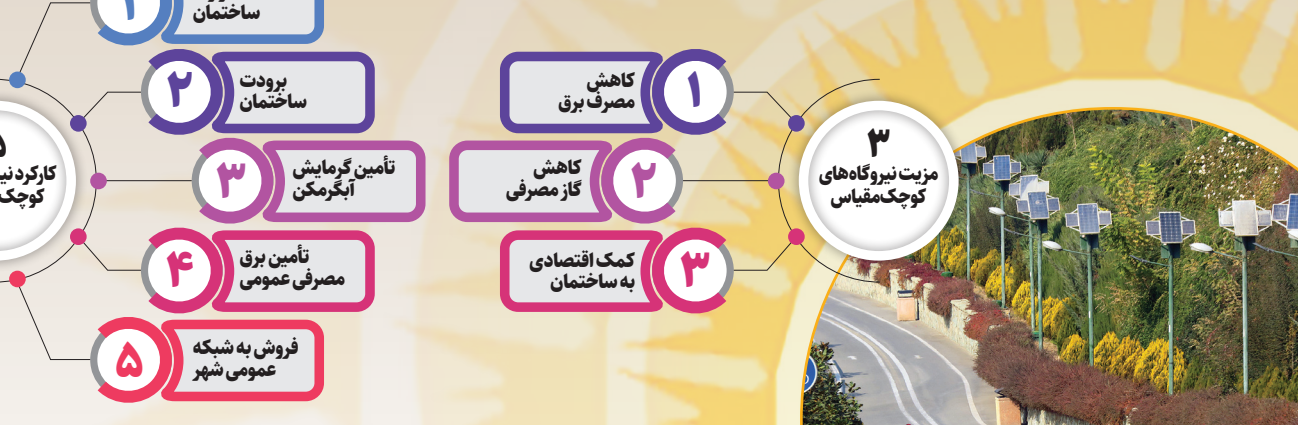 ۳
مزیت نیروگاه‌های
کوچک‌مقیاس
۱
کاهش
مصرف برق
۲
کاهش
گاز مصرفی
۳
کمک اقتصادی
به ساختمان
کوچک
ساختمان
۲
برودت
ساختمان
۳
تأمین گرمایش
آبگرمکن
۴
تأمین برق
مصرفی عمومی
۵
فروش به شبکه
عمومی شهر